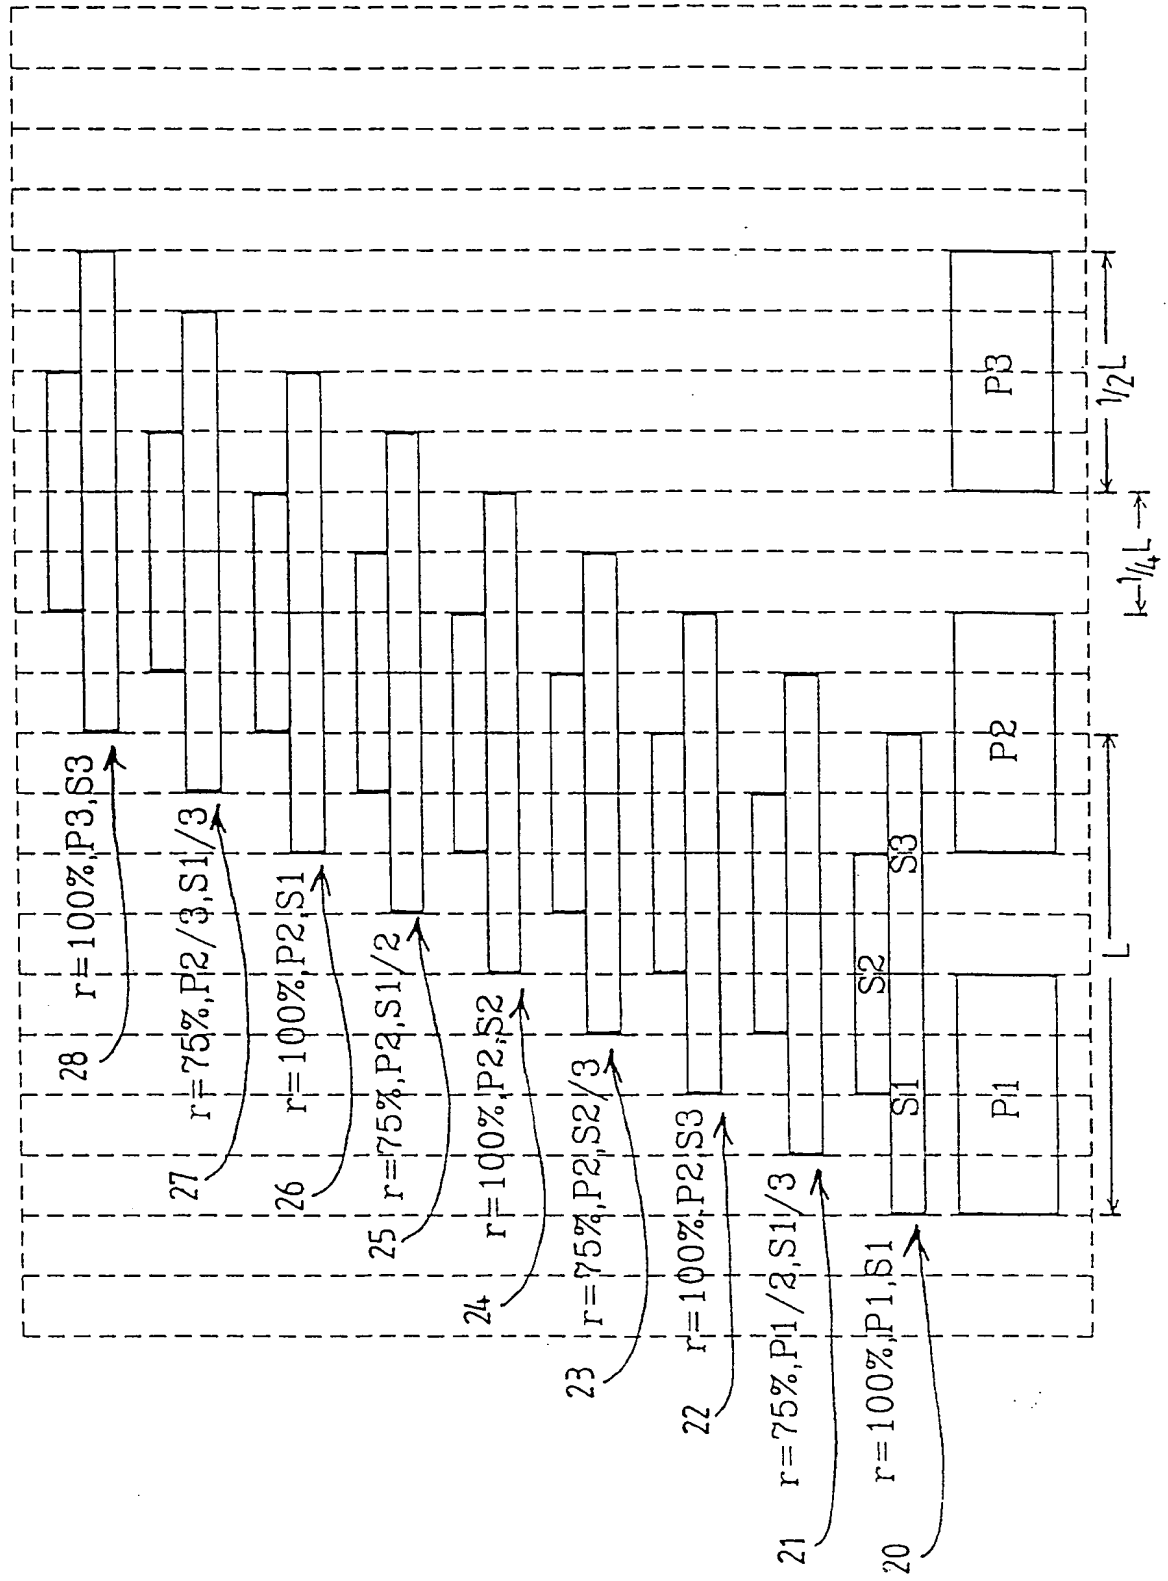 28
r=100%,P3,S3
27
r=75%,P2/3,S1/3
26
r=100%,P2,S1
25
r=75%,P2,S1/2
24
r=100%,P2,S2
23
r=75%,P2,S2/3
22
r=100%,P2,S3
21
r=75%,P1/2,S1/3
20
r=100%,P1,S1
S1
S2
S3
P1
P2
P3
L
1/4L
1/2L